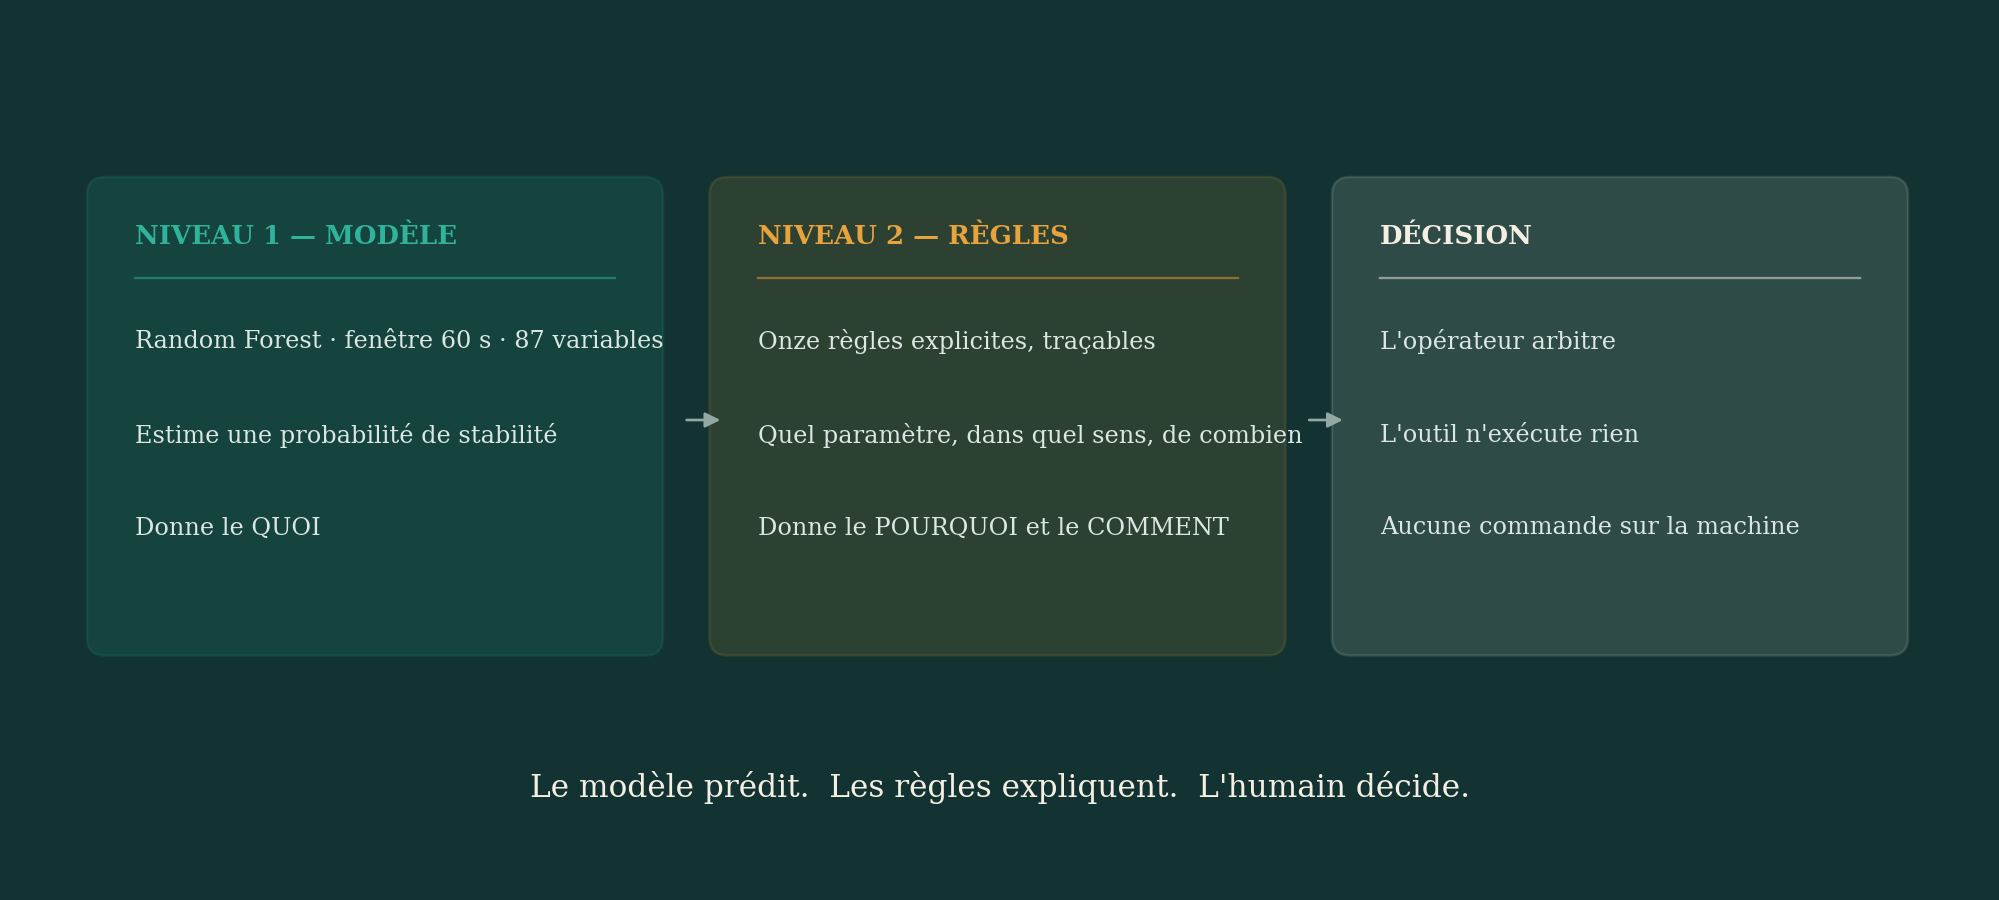 NIVEAU 1 — MODÈLE
Random Forest · fenêtre 60 s · 87 variables
Estime une probabilité de stabilité
Donne le QUOI
NIVEAU 2 — RÈGLES
Onze règles explicites, traçables
Quel paramètre, dans quel sens, de combien
Donne le POURQUOI et le COMMENT
DÉCISION
L'opérateur arbitre
L'outil n'exécute rien
Aucune commande sur la machine
Le modèle prédit.  Les règles expliquent.  L'humain décide.